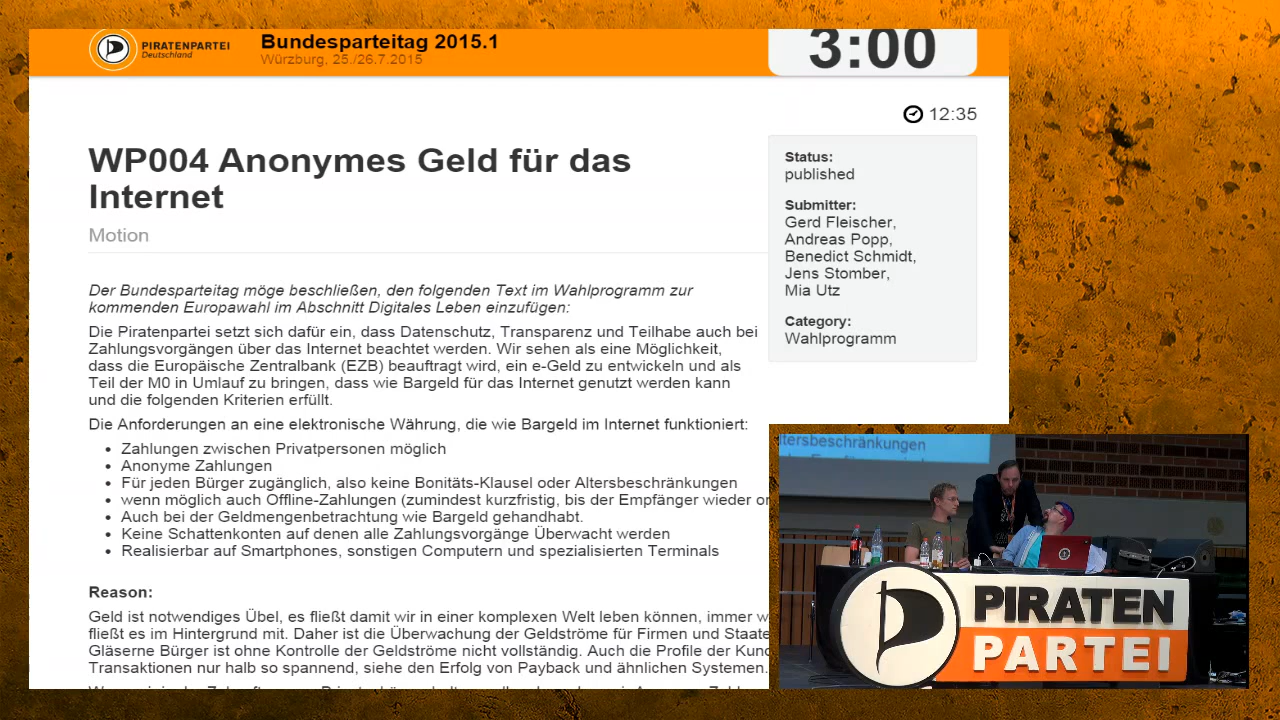 PIRATENPARTEI
Deutschland
Bundesparteitag 2015.1
Würzburg, 25./26.7.2015
3:00
12:35
WP004 Anonymes Geld für das
Internet
Motion
Status:
published
Submitter:
Gerd Fleischer,
Andreas Popp,
Benedict Schmidt,
Jens Stomber,
Mia Utz
Category:
Wahlprogramm
Der Bundesparteitag möge beschließen, den folgenden Text im Wahlprogramm zur
kommenden Europawahl im Abschnitt Digitales Leben einzufügen:
Die Piratenpartei setzt sich dafür ein, dass Datenschutz, Transparenz und Teilhabe auch bei
Zahlungsvorgängen über das Internet beachtet werden. Wir sehen als eine Möglichkeit,
dass die Europäische Zentralbank (EZB) beauftragt wird, ein e-Geld zu entwickeln und als
Teil der M0 in Umlauf zu bringen, dass wie Bargeld für das Internet genutzt werden kann
und die folgenden Kriterien erfüllt.
Die Anforderungen an eine elektronische Währung, die wie Bargeld im Internet funktioniert:
• Zahlungen zwischen Privatpersonen möglich
• Anonyme Zahlungen
• Für jeden Bürger zugänglich, also keine Bonitäts-Klausel oder Altersbeschränkungen
• wenn möglich auch Offline-Zahlungen (zumindest kurzfristig, bis der Empfänger wieder
• Auch bei der Geldmengenbetrachtung wie Bargeld gehandhabt.
• Keine Schattenkonten auf denen alle Zahlungsvorgänge Überwacht werden
• Realisierbar auf Smartphones, sonstigen Computern und spezialisierten Terminals
Reason:
Geld ist notwendiges Übel, es fließt damit wir in einer komplexen Welt leben können, immer
fließt es im Hintergrund mit. Daher ist die Überwachung der Geldströme für Firmen und Staate
Gläserne Bürger ist ohne Kontrolle der Geldströme nicht vollständig. Auch die Profile der
Transaktionen nur halb so spannend, siehe den Erfolg von Payback und ähnlichen Systemen.
tersbeschränkungen
PIRATEN
PARTEI